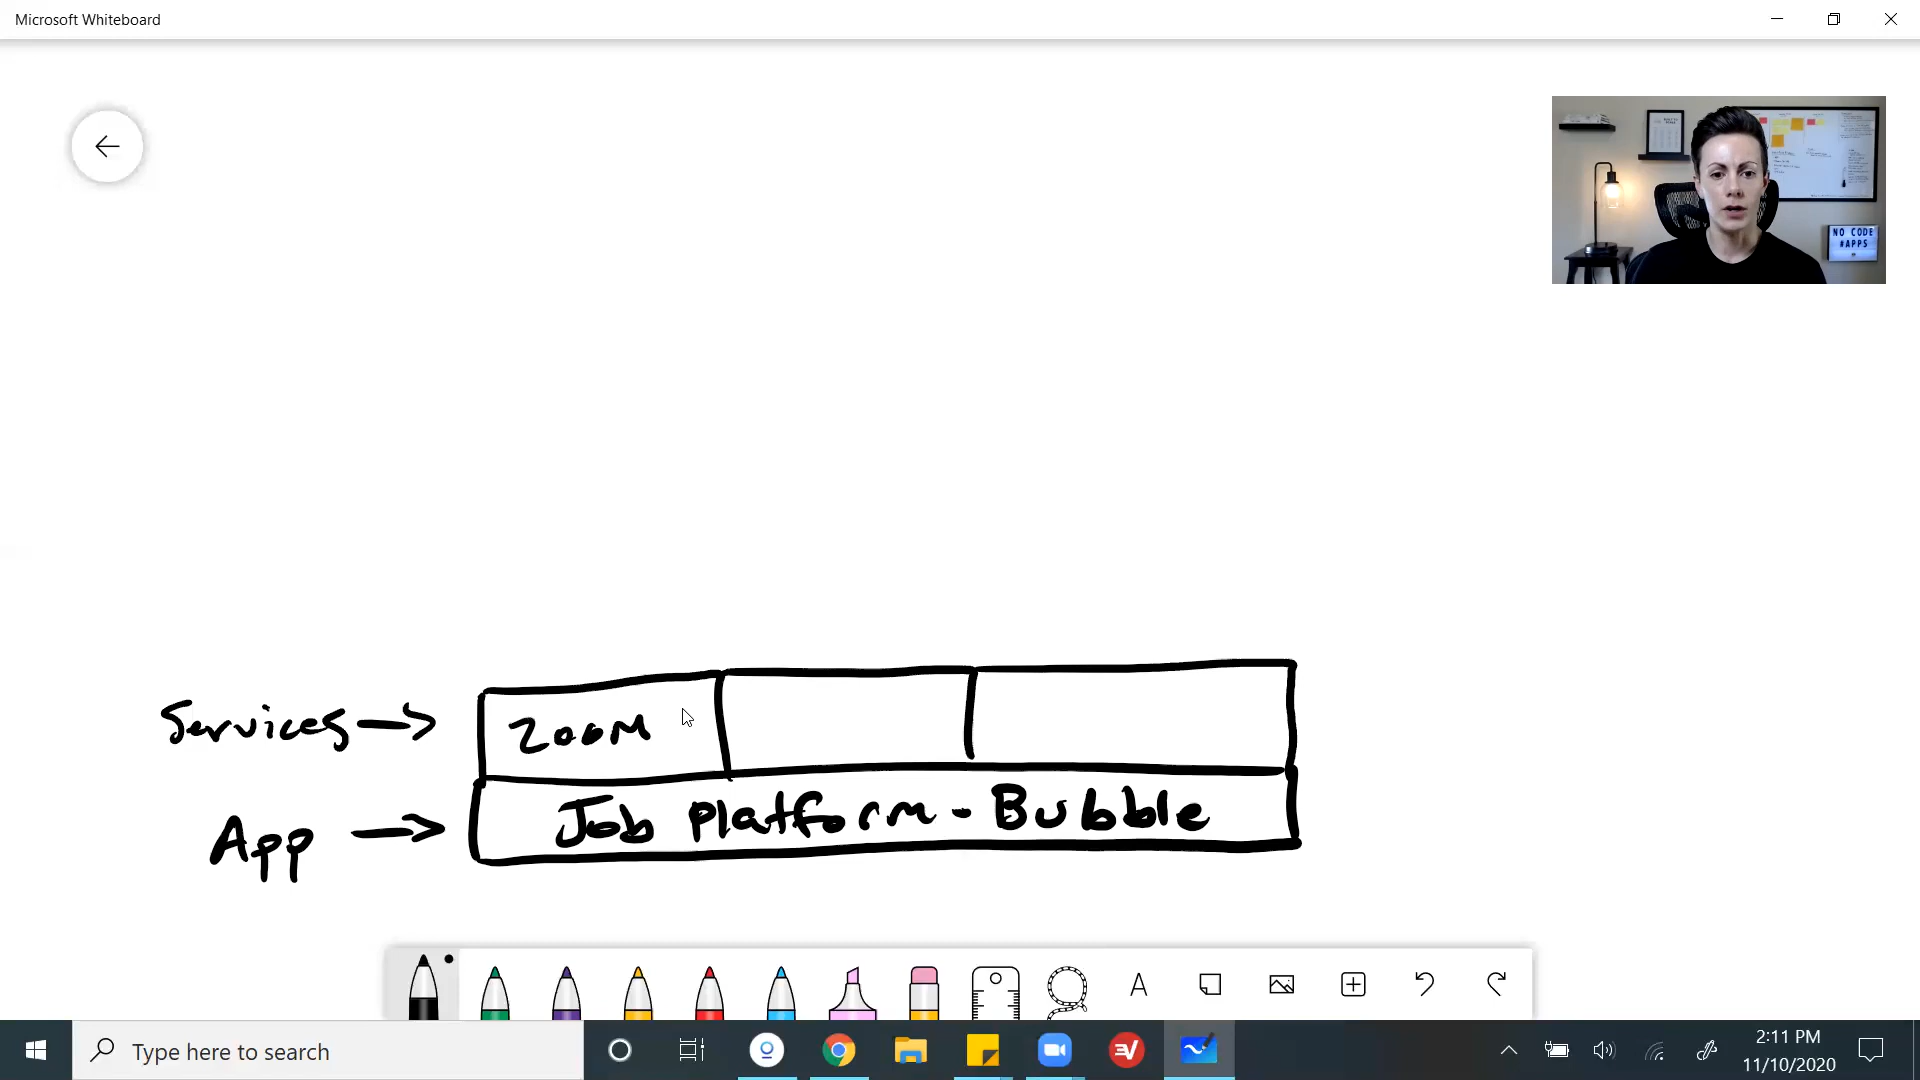 Microsoft Whiteboard
NO CODE
#APPS
Services →
Zoom
App →
Job platform - Bubble
A
Type here to search
2:11 PM
11/10/2020